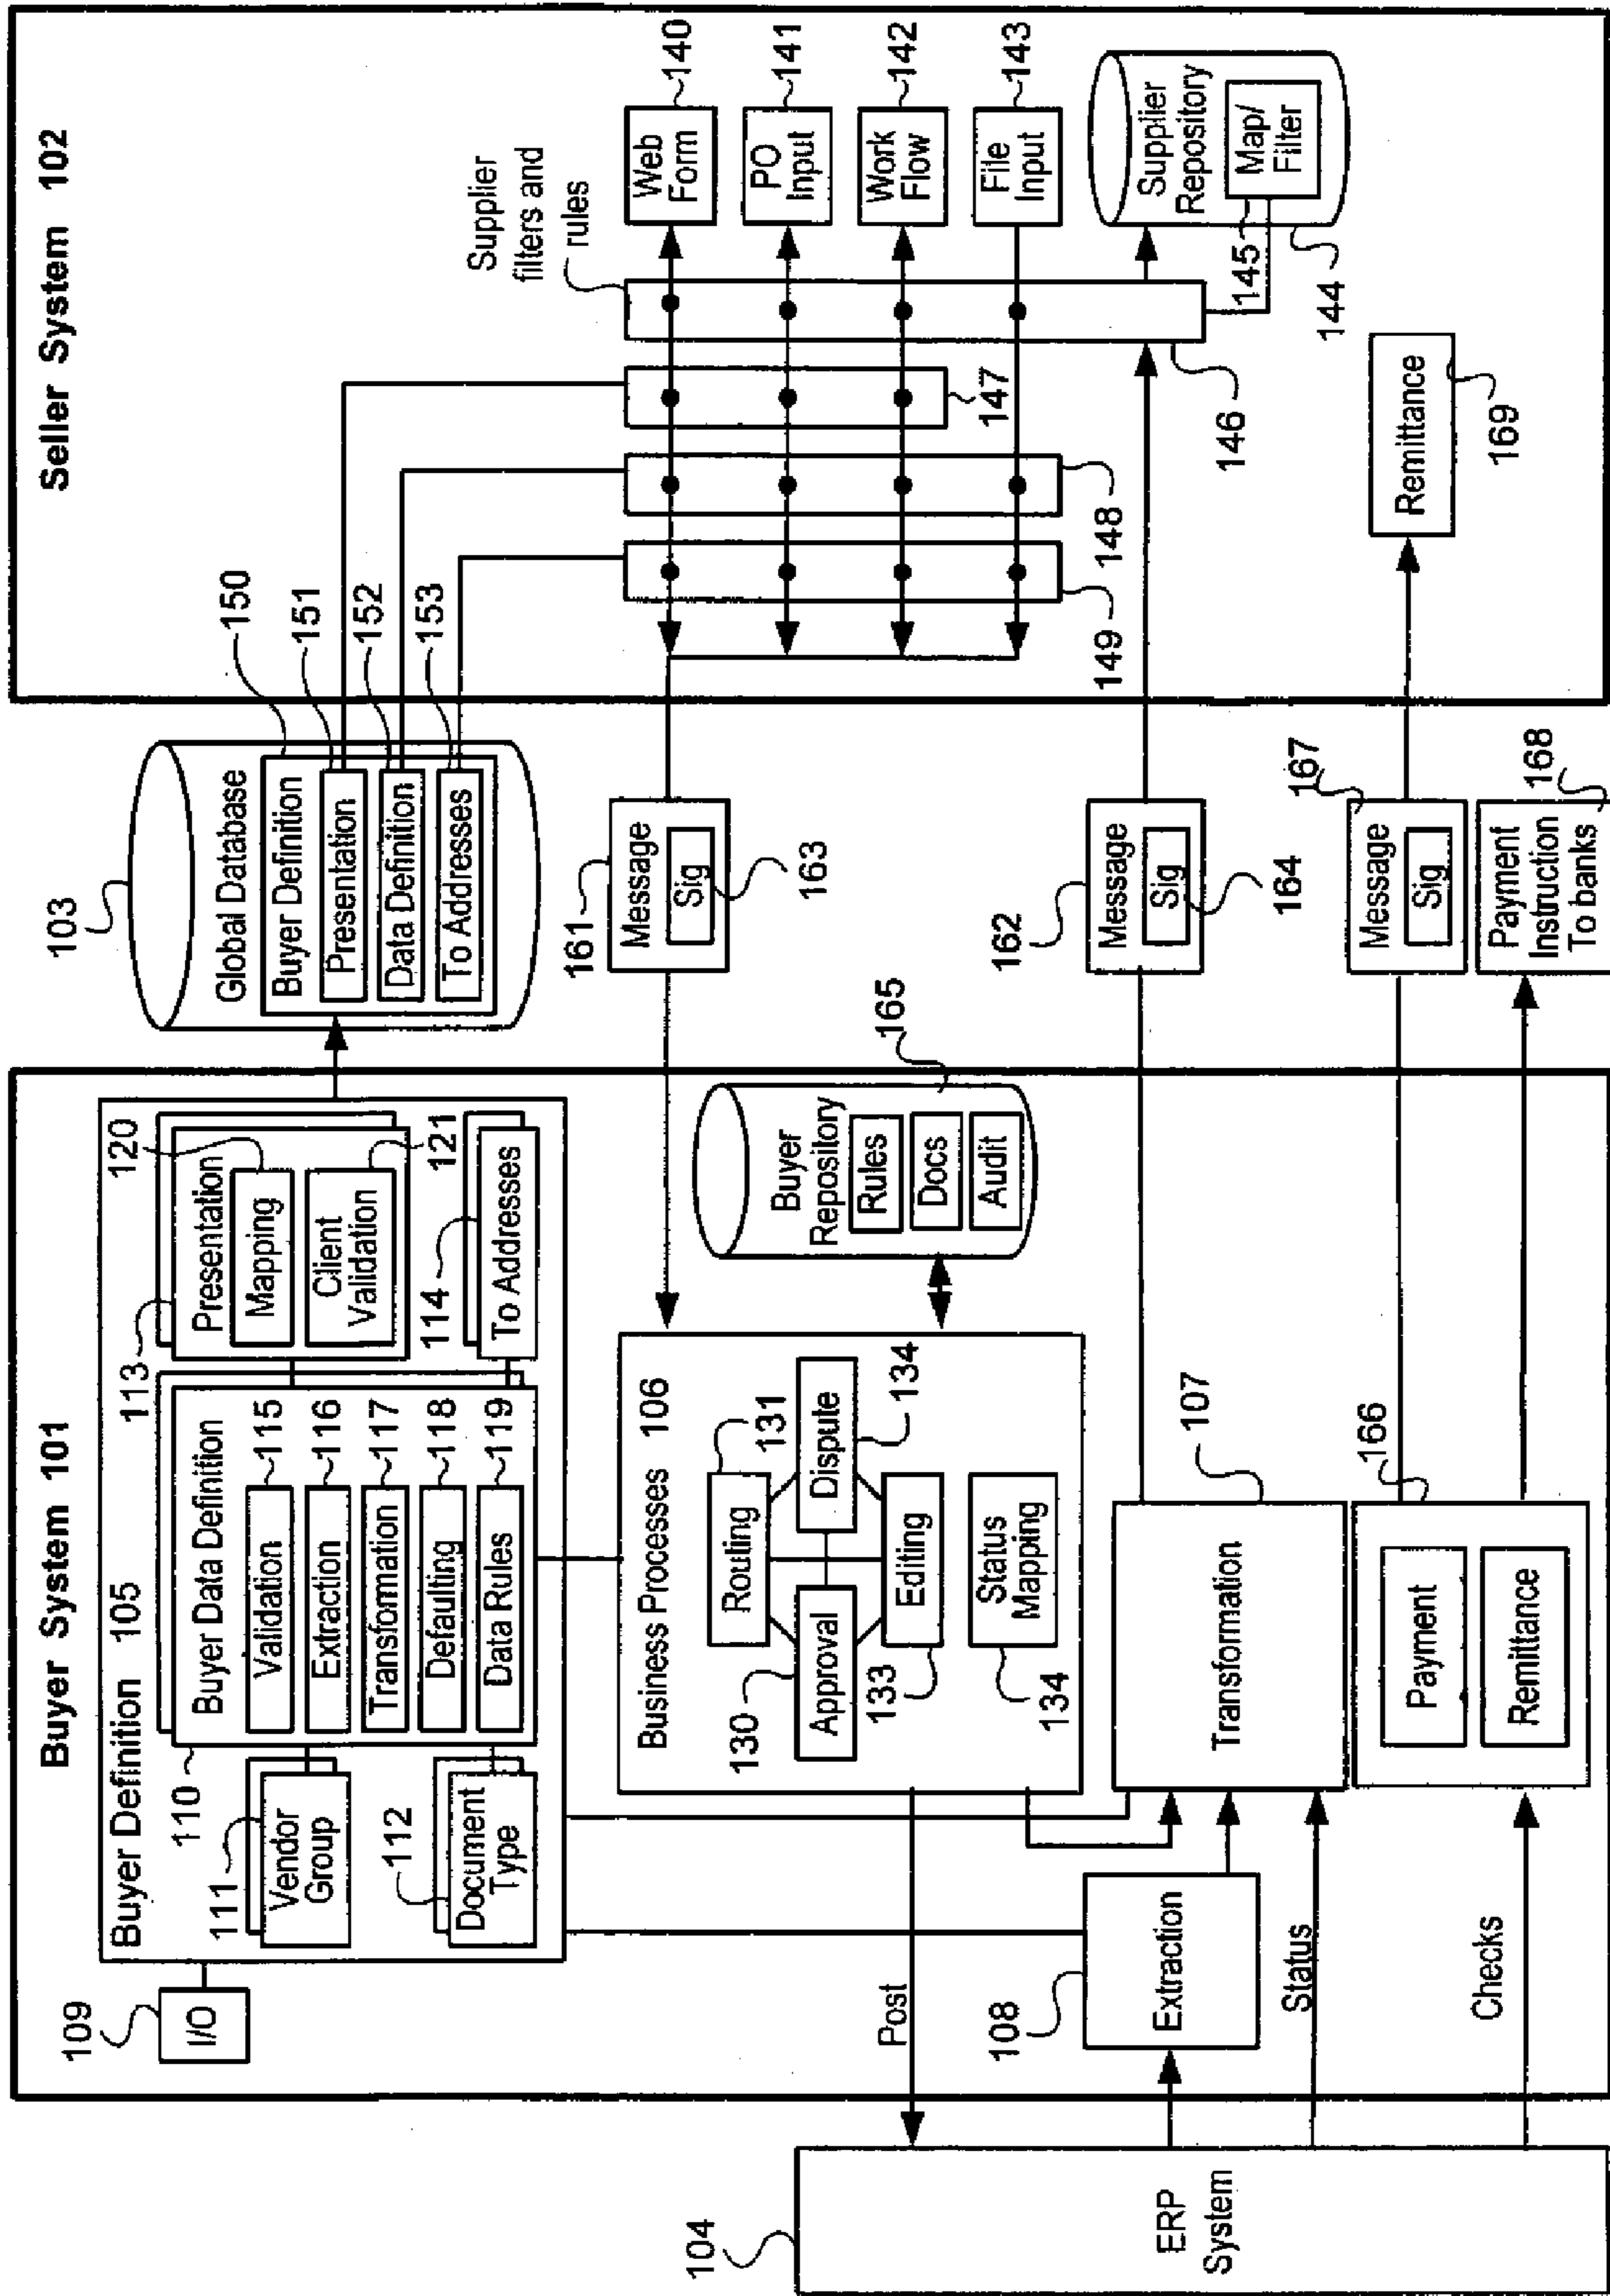 Buyer System 101
Buyer Definition 105
109
I/O
111
Vendor
Group
112
Document
Type
110
Buyer Data Definition
Validation
115
Extraction
116
Transformation
117
Defaulting
118
Data Rules
119
113
Presentation
Mapping
120
Client
Validation
121
114
To Addresses
Business Processes 106
Routing
131
130
Approval
Dispute
134
Editing
133
Status
Mapping
134
Buyer
Repository
Rules
Docs
Audit
165
Post
108
Extraction
Status
Checks
Transformation
107
166
Payment
Remittance
104
ERP
System
103
Global Database
Buyer Definition
Presentation
Data Definition
To Addresses
150
151
152
153
161
Message
Sig
163
162
Message
Sig
164
167
Message
Sig
Payment
Instruction
To banks
168
Seller System 102
Supplier
filters and
rules
Web
Form
140
PO
Input
141
Work
Flow
142
File
Input
143
149
148
147
146
Supplier
Repository
Map/
Filter
145
144
Remittance
169